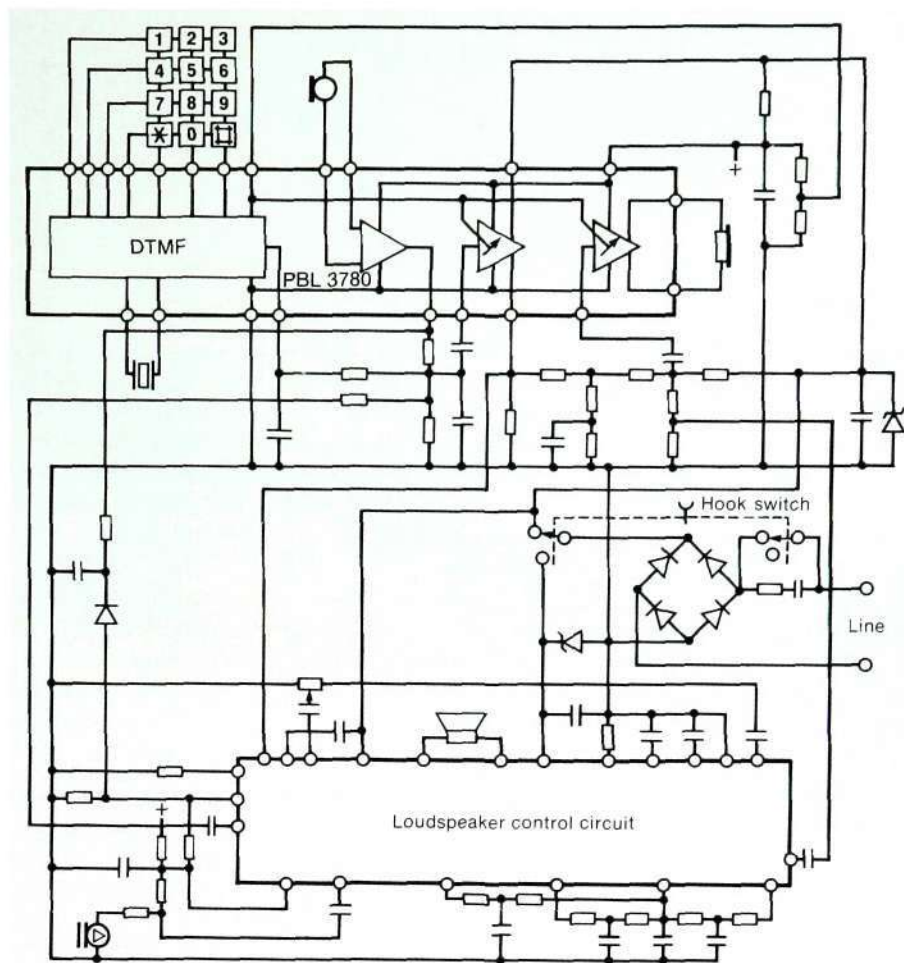 1 2 3
4 5 6
7 8 9
* 0
DTMF
PBL 3780
+
Hook switch
Line
+
Loudspeaker control circuit